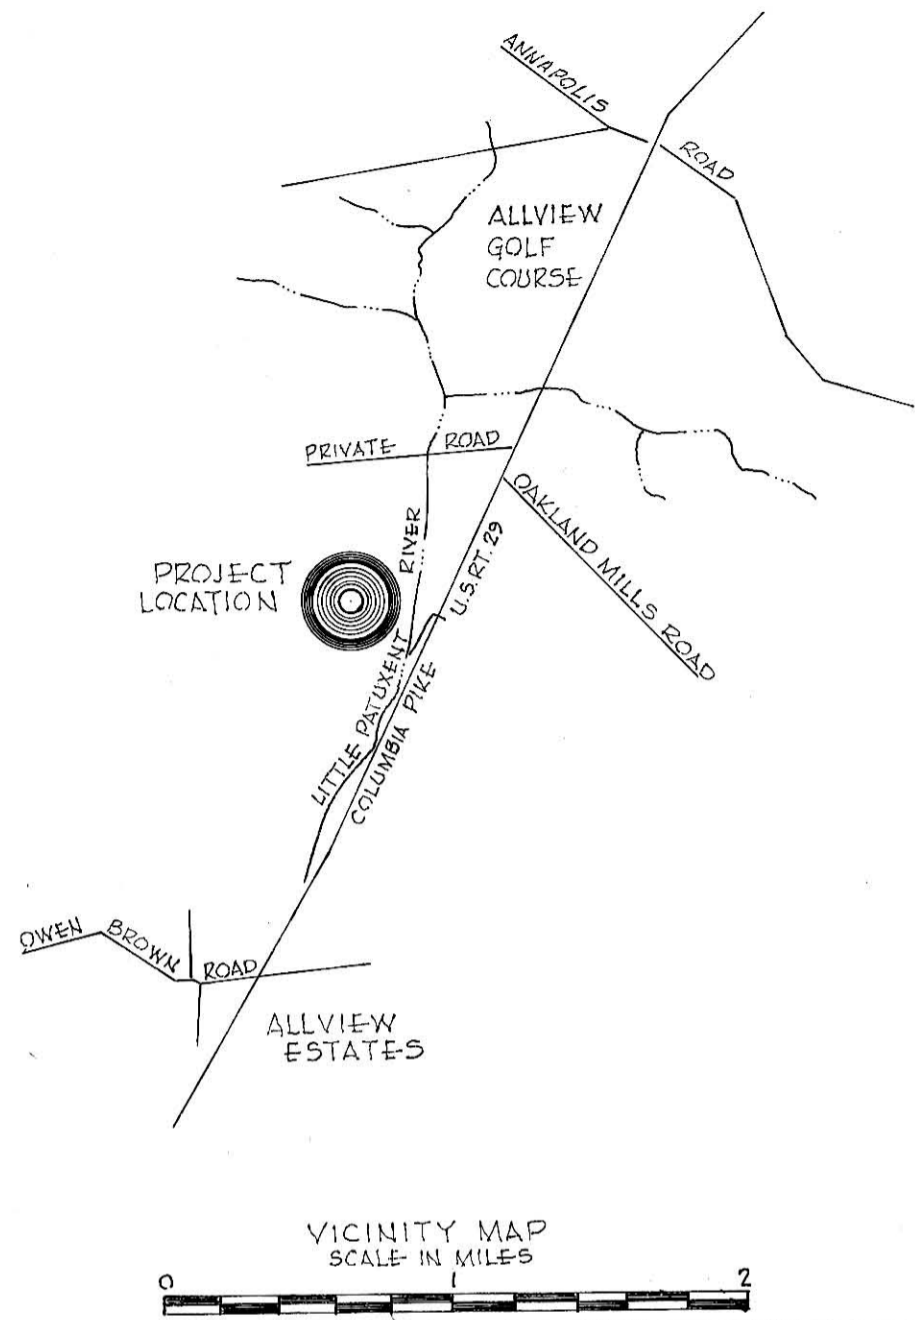 ANNAPOLIS ROAD
ALLVIEW
GOLF
COURSE
PRIVATE ROAD
OAKLAND MILLS ROAD
U.S.RT. 29
PROJECT
LOCATION
LITTLE PATUXENT RIVER
COLUMBIA PIKE
OWEN BROWN ROAD
ALLVIEW
ESTATES
VICINITY MAP
SCALE IN MILES
0 1 2